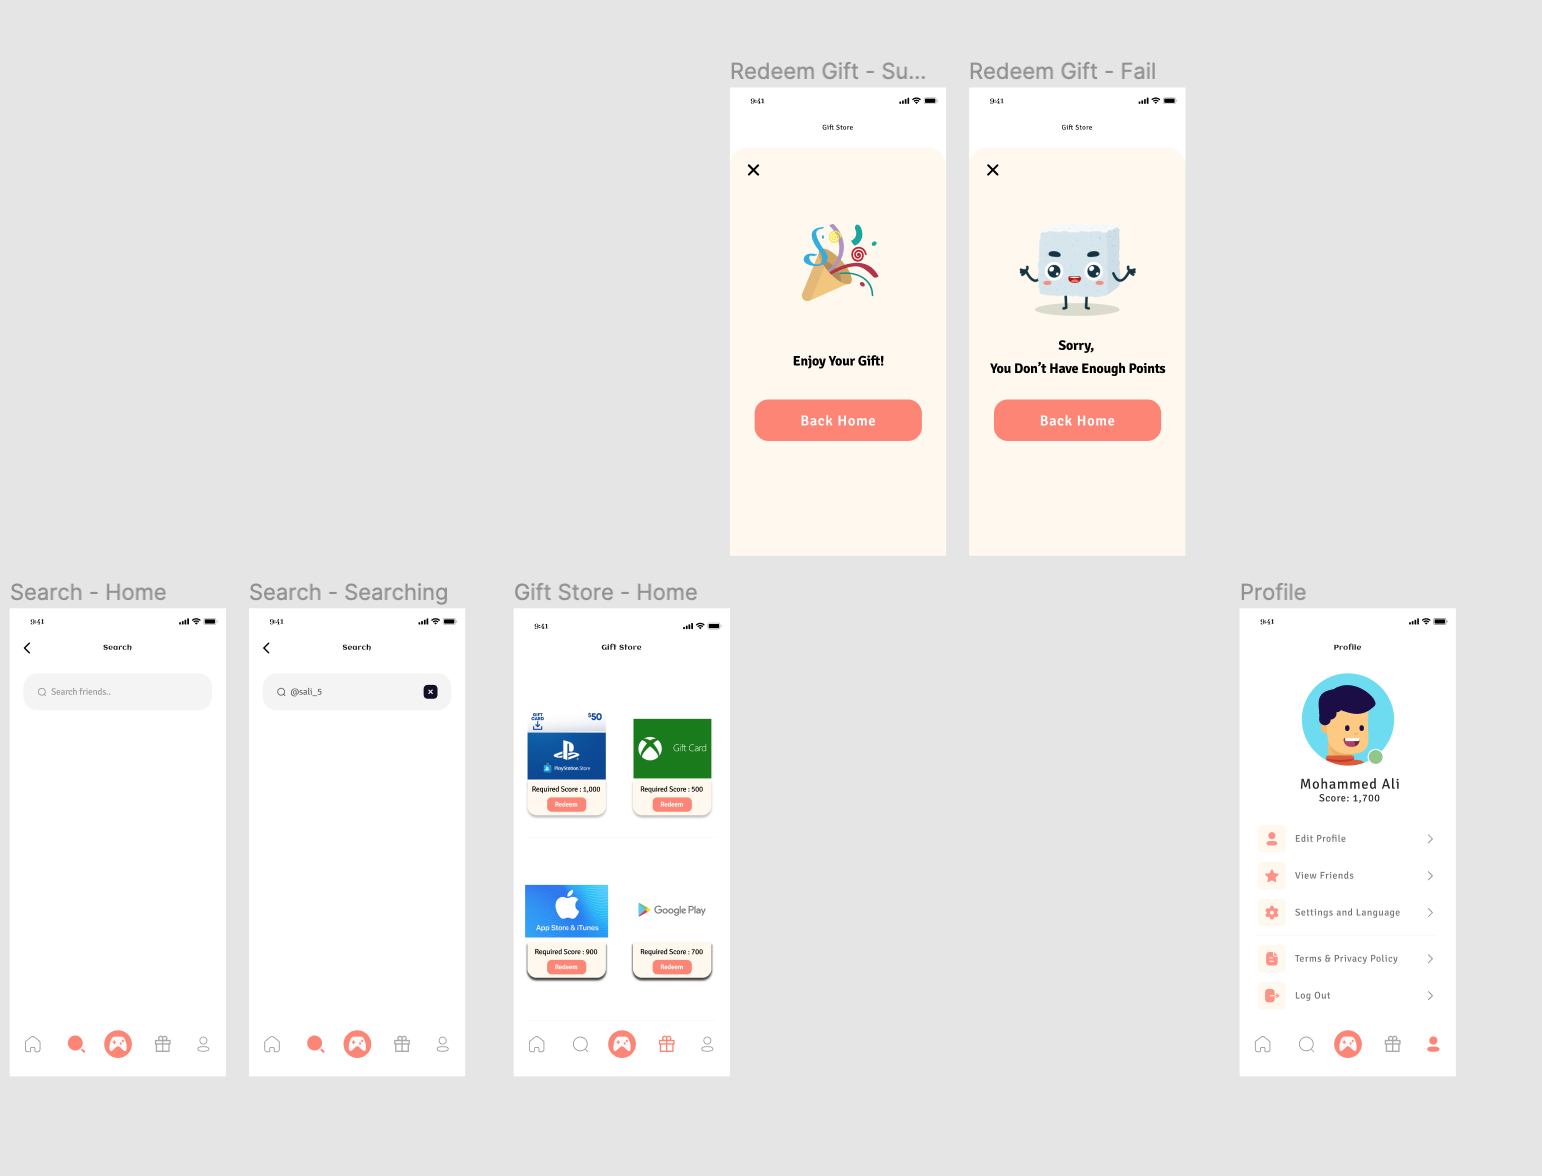 Redeem Gift - Su...
9:41
Gift Store
Enjoy Your Gift!
Back Home
Redeem Gift - Fail
9:41
Gift Store
Sorry,
You Don't Have Enough Points
Back Home
Search - Home
9:41
Search
Search friends..
Search - Searching
9:41
Search
@sali_5
Gift Store - Home
9:41
Gift Store
GIFT
CARD
$50
PlayStation Store
Required Score : 1,000
Redeem
Gift Card
Required Score : 500
Redeem
App Store & iTunes
Required Score : 900
Redeem
Google Play
Required Score : 700
Redeem
Profile
9:41
Profile
Mohammed Ali
Score: 1,700
Edit Profile
View Friends
Settings and Language
Terms & Privacy Policy
Log Out